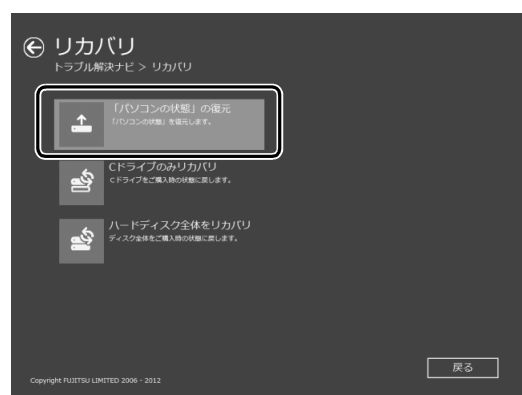 リカバリ
トラブル解決ナビ > リカバリ
「パソコンの状態」の復元
「パソコンの状態」を復元します。
Cドライブのみリカバリ
Cドライブをご購入時の状態に戻します。
ハードディスク全体をリカバリ
ディスク全体をご購入時の状態に戻します。
戻る
Copyright FUJITSU LIMITED 2006 - 2012